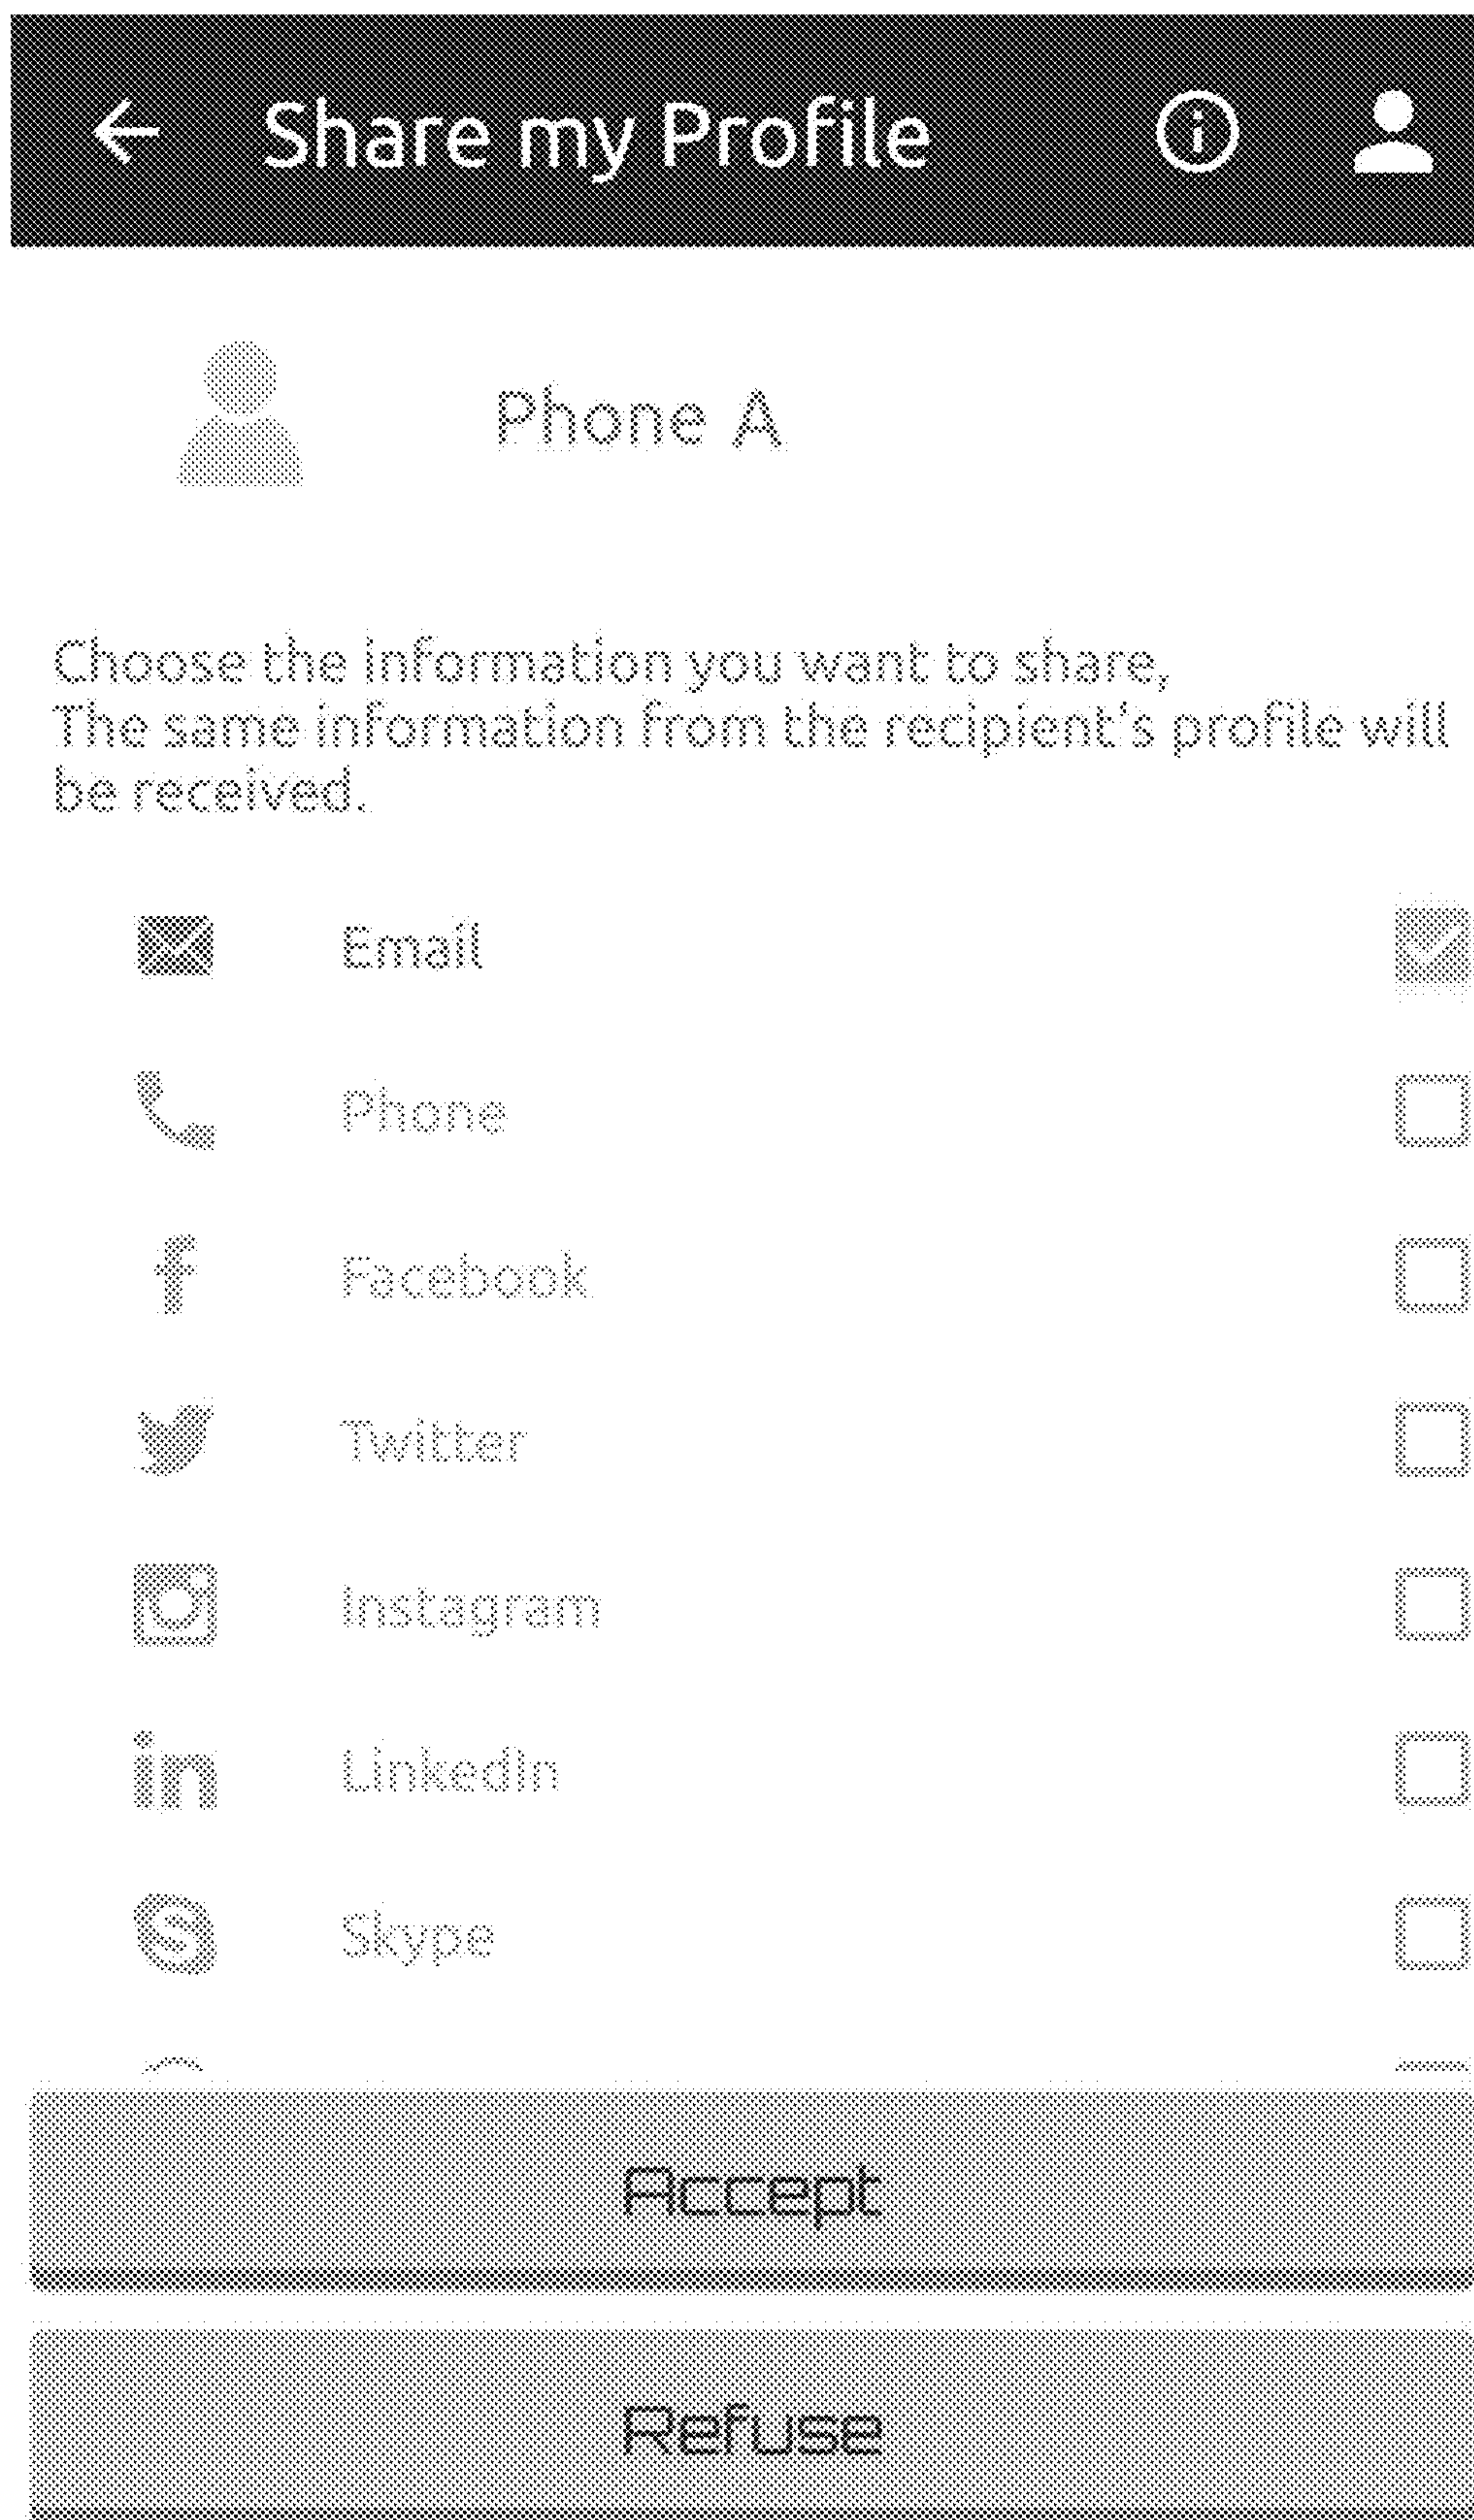 Share my Profile
Phone A
Choose the information you want to share,
The same information from the recipient's profile will
be received.
Email
Phone
Facebook
Twitter
Instagram
LinkedIn
Skype
Accept
Refuse